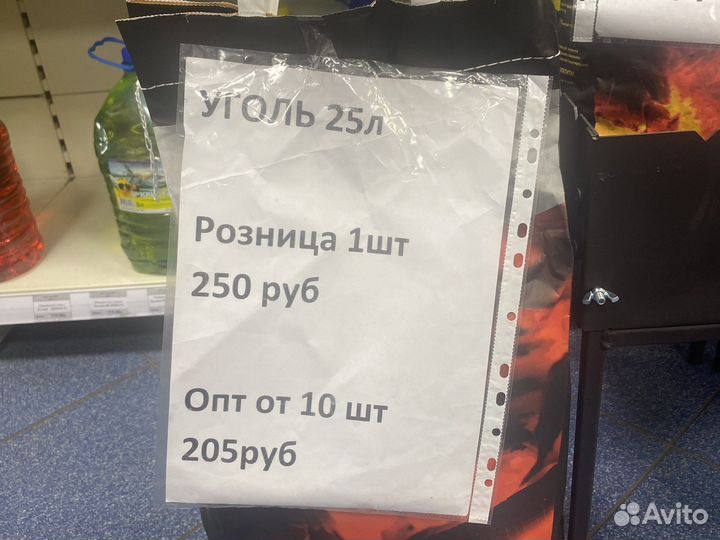 УГОЛЬ 25л
Розница 1шт
250 руб
Опт от 10 шт
205руб
Avito